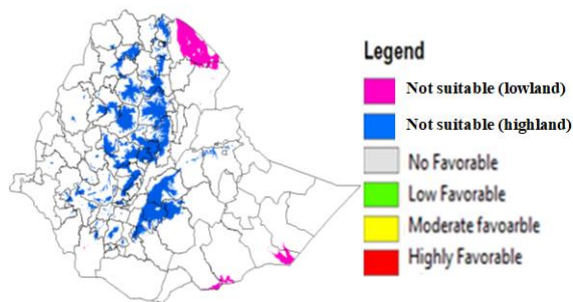 Legend
Not suitable (lowland)
Not suitable (highland)
No Favorable
Low Favorable
Moderate favoarble
Highly Favorable